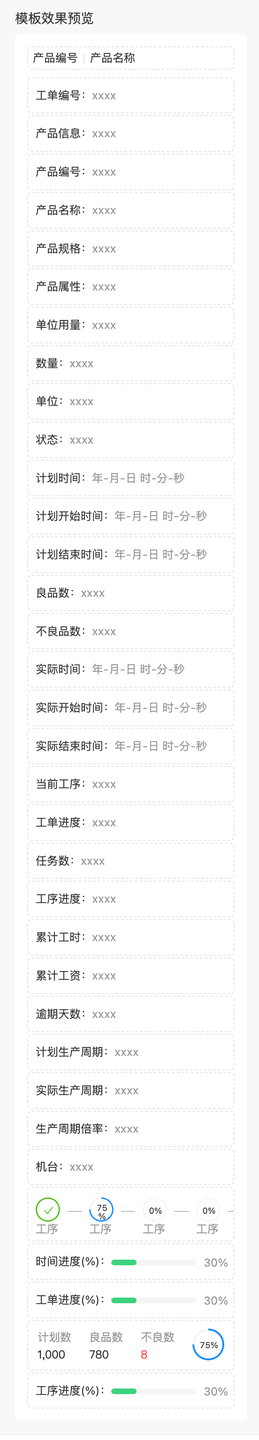 模板效果预览
产品编号 产品名称
工单编号：xxxx
产品信息：xxxx
产品编号：xxxx
产品名称：xxxx
产品规格：xxxx
产品属性：xxxx
单位用量：xxxx
数量：xxxx
单位：xxxx
状态：xxxx
计划时间：年-月-日 时-分-秒
计划开始时间：年-月-日 时-分-秒
计划结束时间：年-月-日 时-分-秒
良品数：xxxx
不良品数：xxxx
实际时间：年-月-日 时-分-秒
实际开始时间：年-月-日 时-分-秒
实际结束时间：年-月-日 时-分-秒
当前工序：xxxx
工单进度：xxxx
任务数：xxxx
工序进度：xxxx
累计工时：xxxx
累计工资：xxxx
逾期天数：xxxx
计划生产周期：xxxx
实际生产周期：xxxx
生产周期倍率：xxxx
机台：xxxx
75% 0% 0%
工序 工序 工序 工序
时间进度(%)： 30%
工单进度(%)： 30%
计划数 良品数 不良数
1,000 780 8 75%
工序进度(%)： 30%